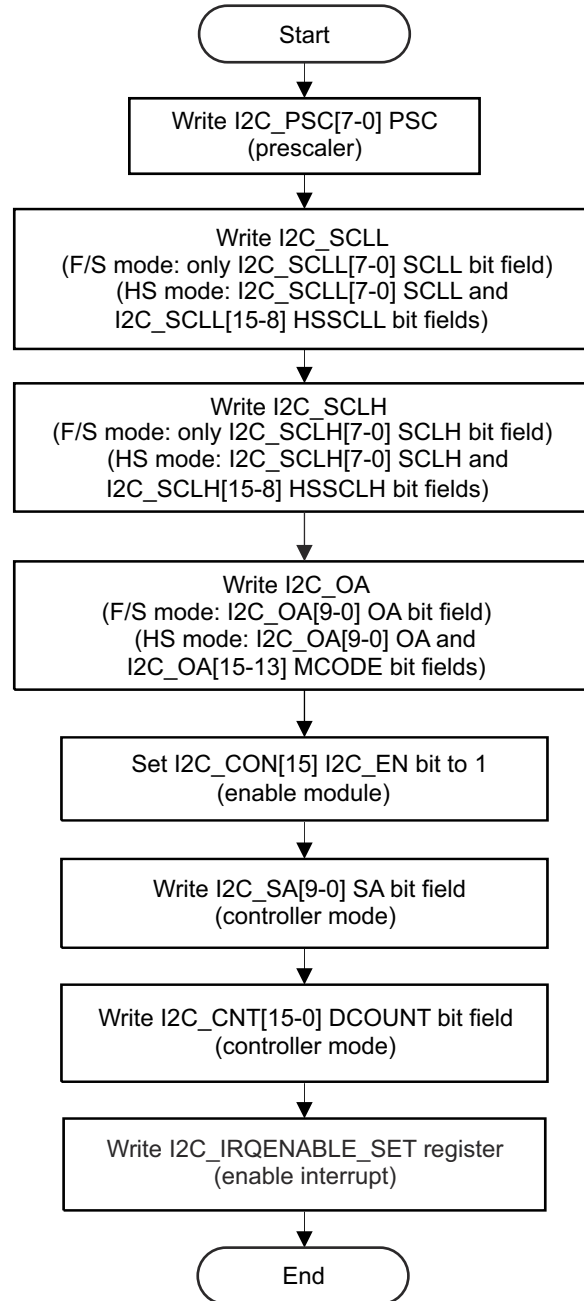 Start
Write I2C_PSC[7-0] PSC
(prescaler)
Write I2C_SCLL
(F/S mode: only I2C_SCLL[7-0] SCLL bit field)
(HS mode: I2C_SCLL[7-0] SCLL and
I2C_SCLL[15-8] HSSCLL bit fields)
Write I2C_SCLH
(F/S mode: only I2C_SCLH[7-0] SCLH bit field)
(HS mode: I2C_SCLH[7-0] SCLH and
I2C_SCLH[15-8] HSSCLH bit fields)
Write I2C_OA
(F/S mode: I2C_OA[9-0] OA bit field)
(HS mode: I2C_OA[9-0] OA and
I2C_OA[15-13] MCODE bit fields)
Set I2C_CON[15] I2C_EN bit to 1
(enable module)
Write I2C_SA[9-0] SA bit field
(controller mode)
Write I2C_CNT[15-0] DCOUNT bit field
(controller mode)
Write I2C_IRQENABLE_SET register
(enable interrupt)
End